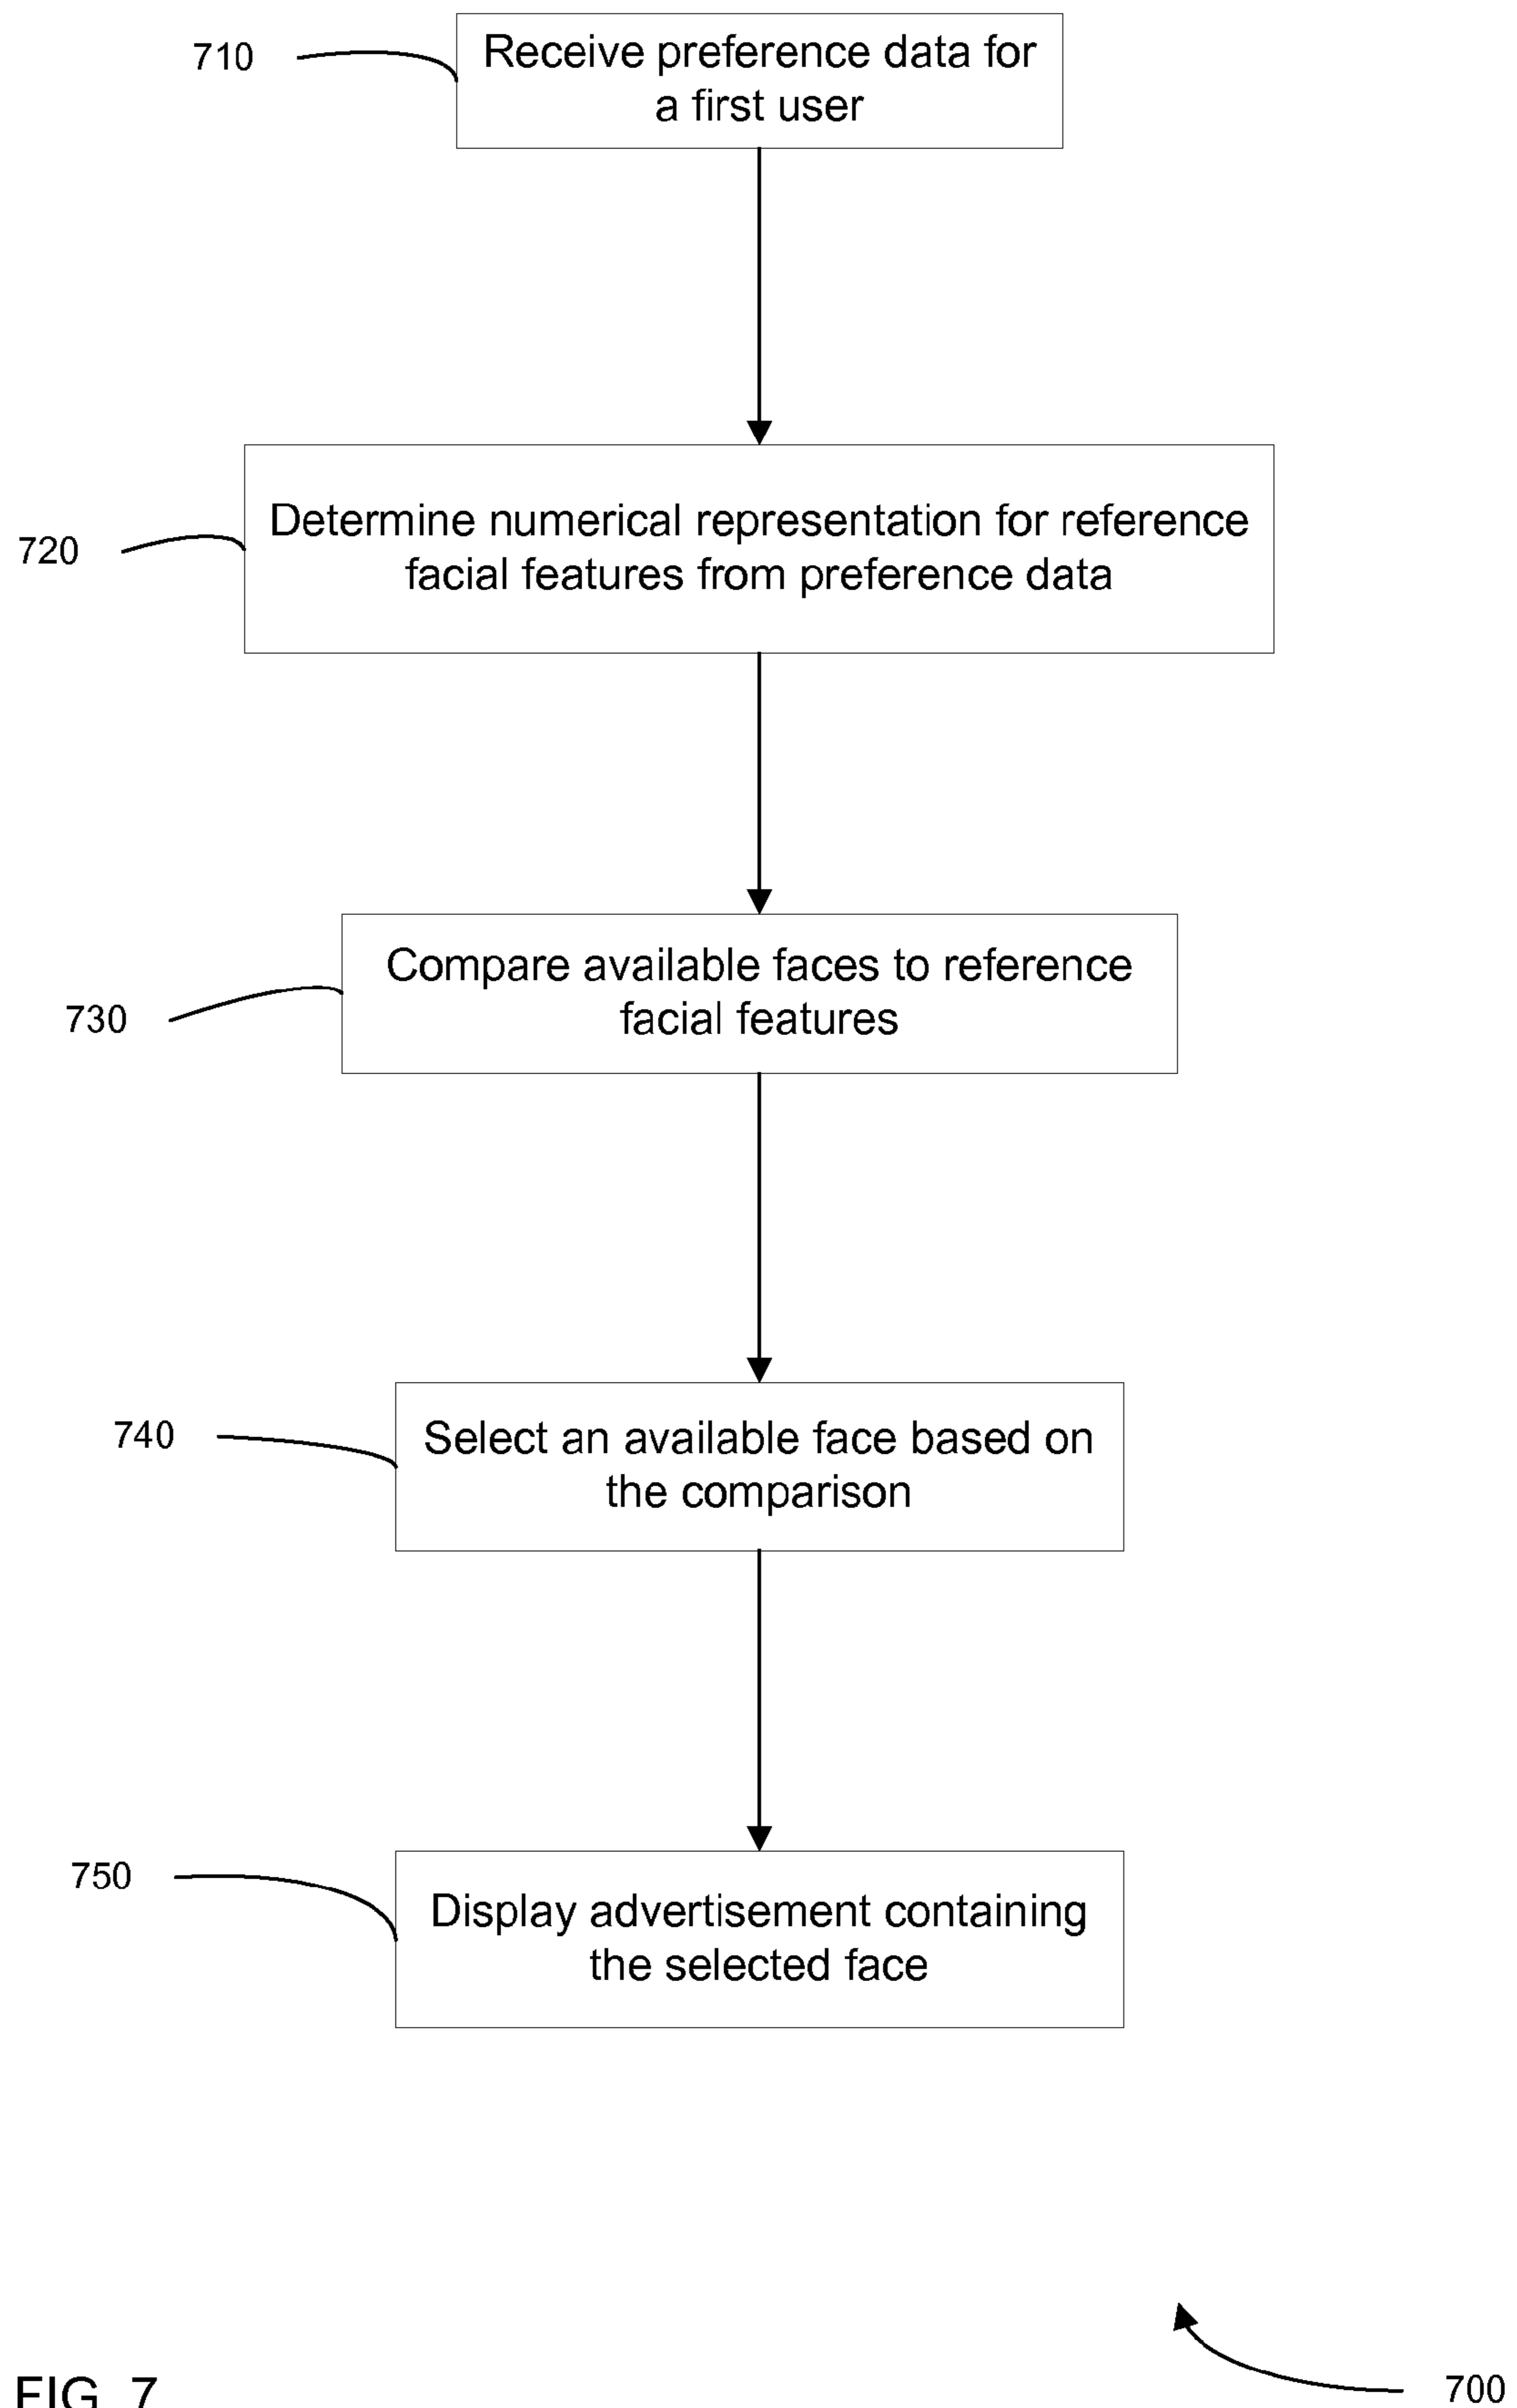 710
Receive preference data for
a first user
720
Determine numerical representation for reference
facial features from preference data
730
Compare available faces to reference
facial features
740
Select an available face based on
the comparison
750
Display advertisement containing
the selected face
700
FIG. 7